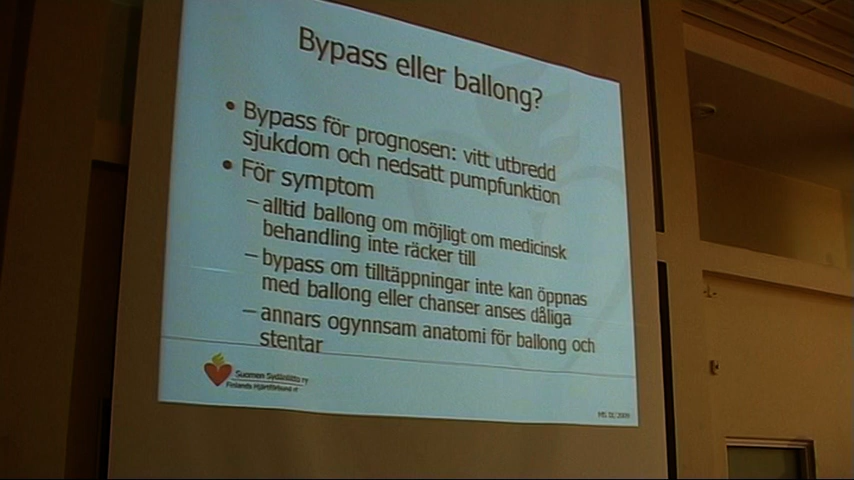 Bypass eller ballong?
• Bypass för prognosen: vitt utbredd
sjukdom och nedsatt pumpfunktion
• För symptom
– alltid ballong om möjligt om medicinsk
behandling inte räcker till
– bypass om tilltäppningar inte kan öppnas
med ballong eller chanser anses dåliga
– annars ogynnsam anatomi för ballong och
stentar
Suomen Sydänliitto ry
Finlands Hjärtförbund rf
2009